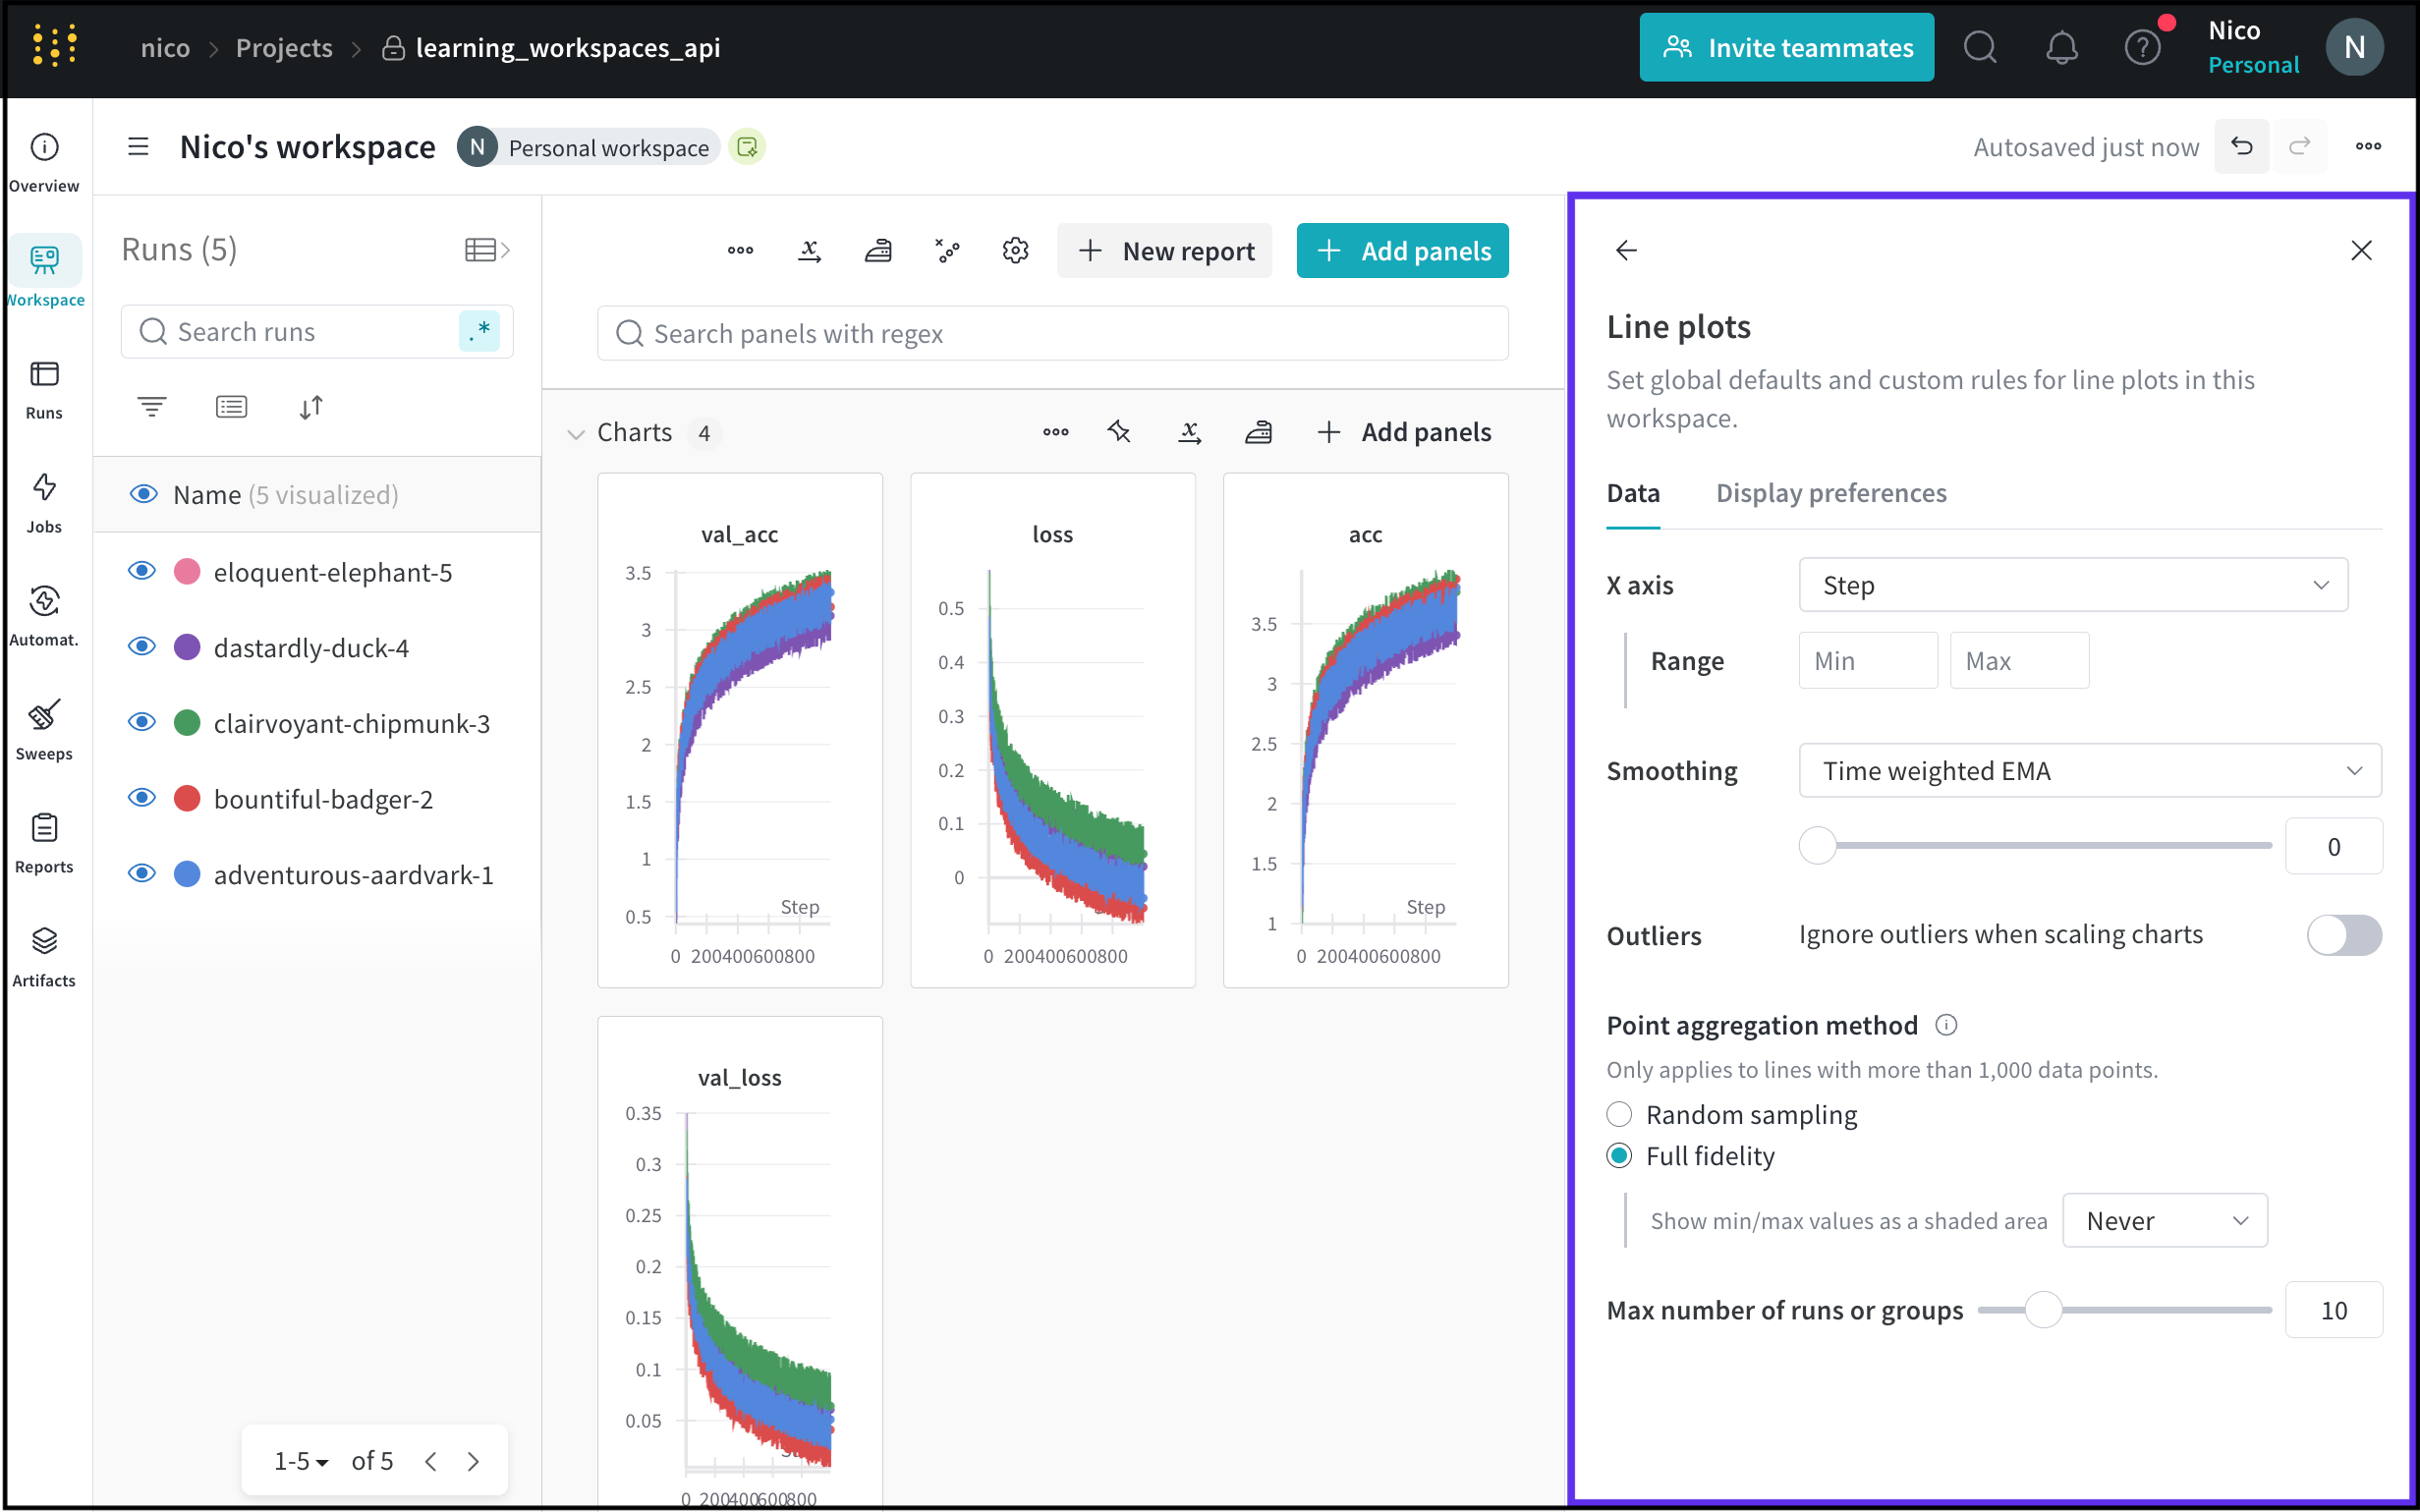 nico
Projects
learning_workspaces_api
Invite teammates
Nico
Personal
N
Overview
Workspace
Runs
Jobs
Automat.
Sweeps
Reports
Artifacts
Nico's workspace
N
Personal workspace
Autosaved just now
Runs (5)
Search runs
.*
Name (5 visualized)
eloquent-elephant-5
dastardly-duck-4
clairvoyant-chipmunk-3
bountiful-badger-2
adventurous-aardvark-1
1-5
of 5
New report
Add panels
Search panels with regex
Charts 4
Add panels
val_acc
3.5
3
2.5
2
1.5
1
0.5
Step
0 200400600800
loss
0.5
0.4
0.3
0.2
0.1
0
0 200400600800
acc
3.5
3
2.5
2
1.5
1
Step
0 200400600800
val_loss
0.35
0.3
0.25
0.2
0.15
0.1
0.05
0 200400600800
Line plots
Set global defaults and custom rules for line plots in this
workspace.
Data
Display preferences
X axis
Step
Range
Min
Max
Smoothing
Time weighted EMA
0
Outliers
Ignore outliers when scaling charts
Point aggregation method
Only applies to lines with more than 1,000 data points.
Random sampling
Full fidelity
Show min/max values as a shaded area
Never
Max number of runs or groups
10